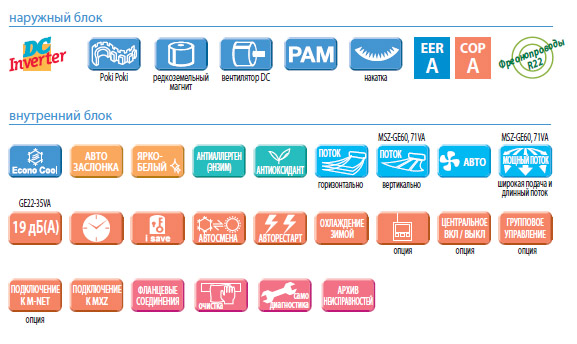 наружный блок
DC
Inverter
PAM
EER
A
COP
A
Фреонопроводы
R22
Poki Poki
редкоземельный
магнит
вентилятор DC
накатка
внутренний блок
MSZ-GE60, 71VA
MSZ-GE60, 71VA
Econo Cool
АВТО
ЗАСЛОНКА
ЯРКО-
БЕЛЫЙ
АНТИАЛЛЕРГЕН
(ЭНЗИМ)
АНТИОКСИДАНТ
ПОТОК
ПОТОК
АВТО
МОЩНЫЙ ПОТОК
горизонтально
вертикально
широкая подача и
длинный поток
GE22-35VA
19 дБ(А)
i save
АВТОСМЕНА
АВТОРЕСТАРТ
ОХЛАЖДЕНИЕ
ЗИМОЙ
ЦЕНТРАЛЬНОЕ
ВКЛ / ВЫКЛ
ГРУППОВОЕ
УПРАВЛЕНИЕ
опция
опция
опция
ПОДКЛЮЧЕНИЕ
К M-NET
ПОДКЛЮЧЕНИЕ
К MXZ
ФЛАНЦЕВЫЕ
СОЕДИНЕНИЯ
очистка
само
диагностика
АРХИВ
НЕИСПРАВНОСТЕЙ
опция